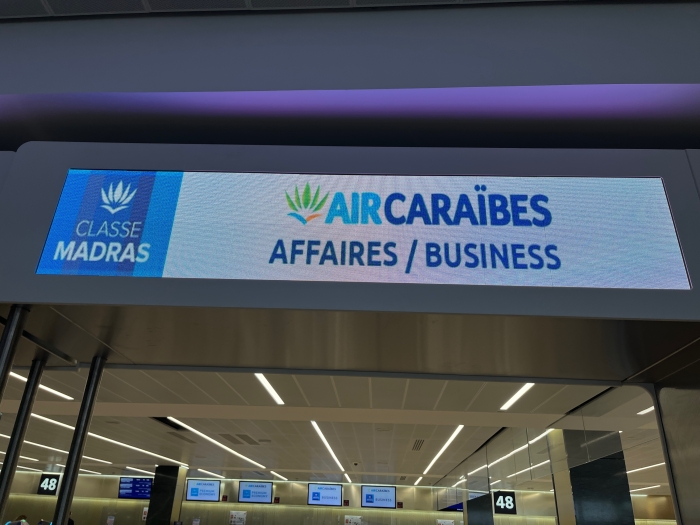 CLASSE
MADRAS
AIRCARAÏBES
AFFAIRES / BUSINESS
48
48